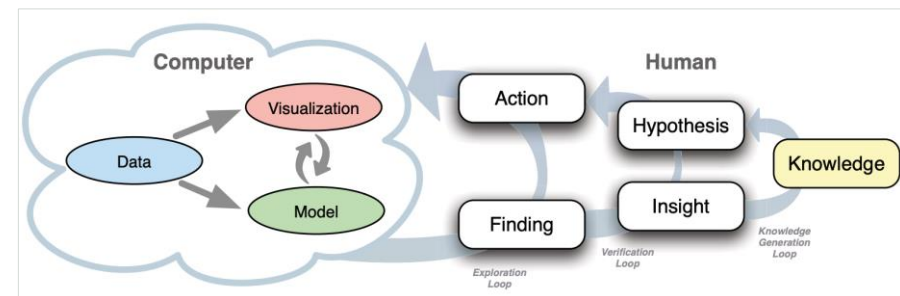 Computer
Human
Visualization
Data
Model
Action
Hypothesis
Knowledge
Finding
Insight
Exploration
Loop
Verification
Loop
Knowledge
Generation
Loop